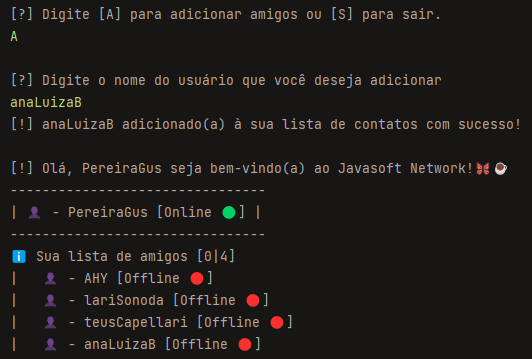 [?] Digite [A] para adicionar amigos ou [S] para sair.
A
[?] Digite o nome do usuário que você deseja adicionar
anaLuizaB
[!] anaLuizaB adicionado(a) à sua lista de contatos com sucesso!
[!] Olá, PereiraGus seja bem-vindo(a) ao Javasoft Network!🦋☕
--------------------------------
| 👤 - PereiraGus [Online 🟢] |
--------------------------------
ℹ️ Sua lista de amigos [0|4]
| 👤 - AHY [Offline 🔴]
| 👤 - lariSonoda [Offline 🔴]
| 👤 - teusCapellari [Offline 🔴]
| 👤 - anaLuizaB [Offline 🔴]